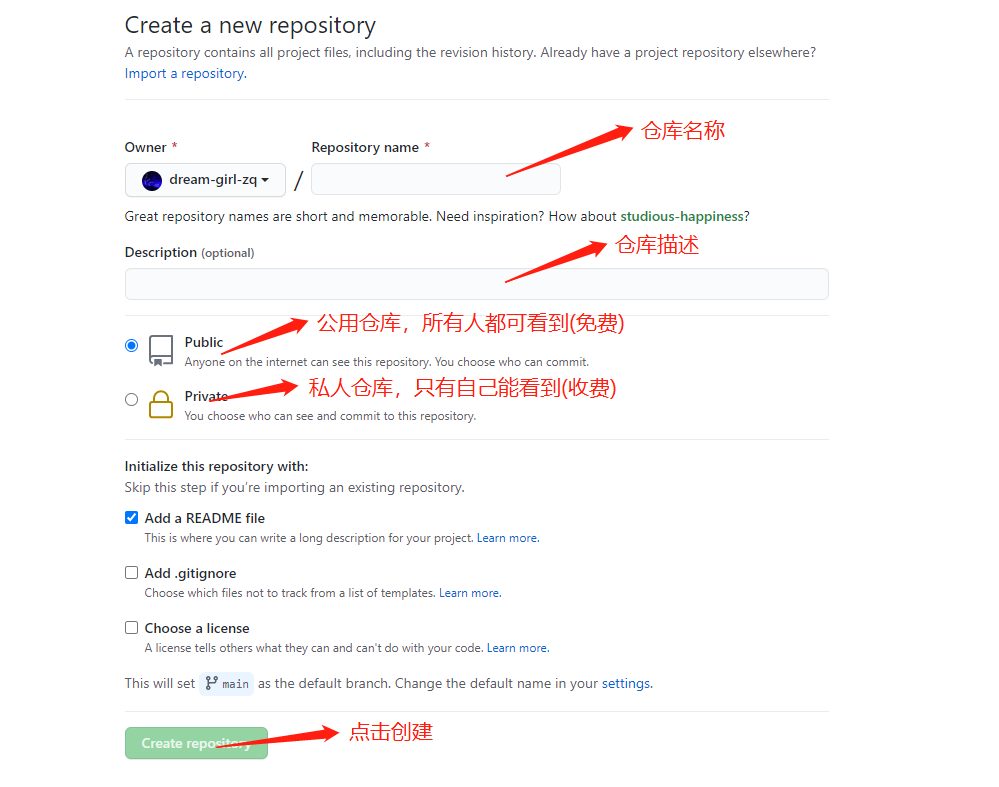 Create a new repository
A repository contains all project files, including the revision history. Already have a project repository elsewhere?
Import a repository.
仓库名称
Owner * Repository name *
dream-girl-zq /
Great repository names are short and memorable. Need inspiration? How about studious-happiness?
仓库描述
Description (optional)
公用仓库，所有人都可看到(免费)
Public
Anyone on the internet can see this repository. You choose who can commit.
私人仓库，只有自己能看到(收费)
Private
You choose who can see and commit to this repository.
Initialize this repository with:
Skip this step if you're importing an existing repository.
Add a README file
This is where you can write a long description for your project. Learn more.
Add .gitignore
Choose which files not to track from a list of templates. Learn more.
Choose a license
A license tells others what they can and can't do with your code. Learn more.
This will set main as the default branch. Change the default name in your settings.
点击创建
Create repository